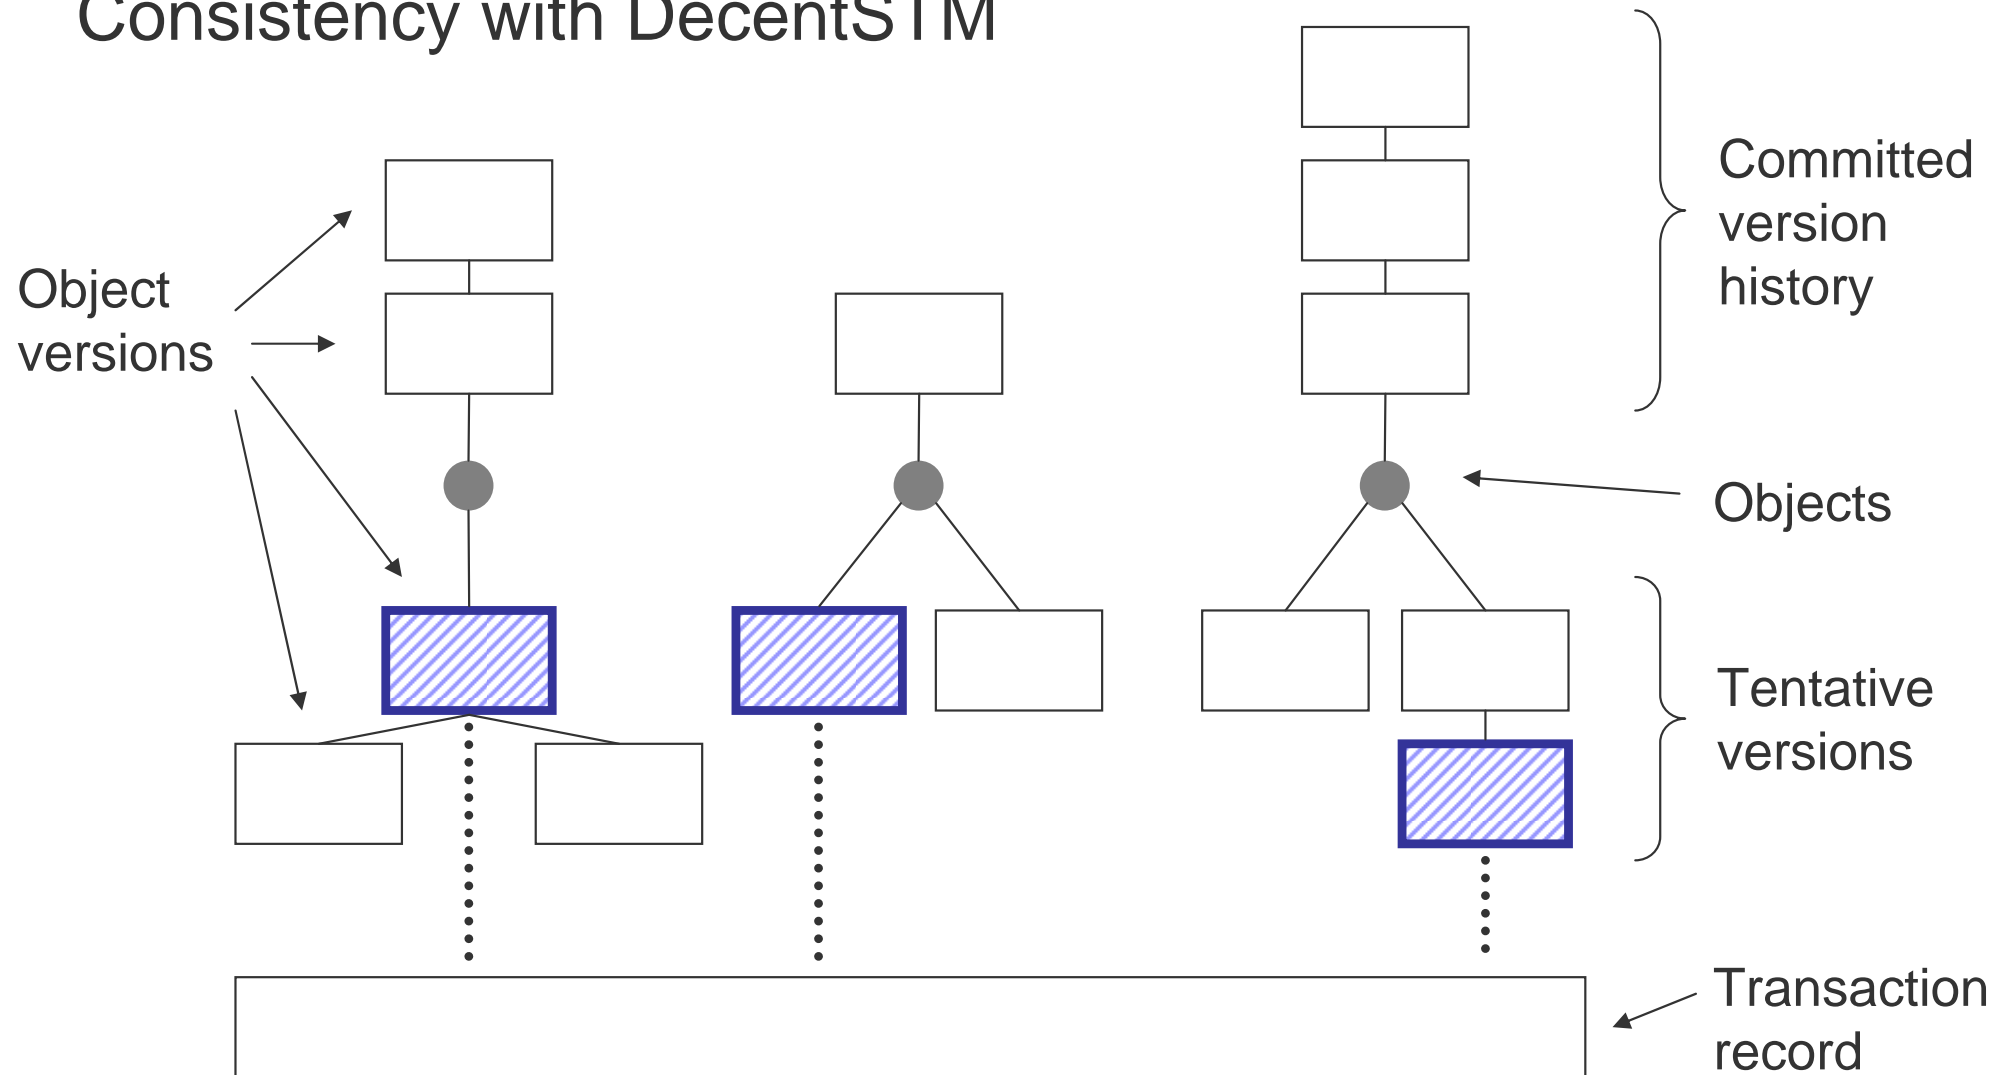 Consistency with DecentSTM
Committed
version
history
Object
versions
Objects
Tentative
versions
Transaction
record